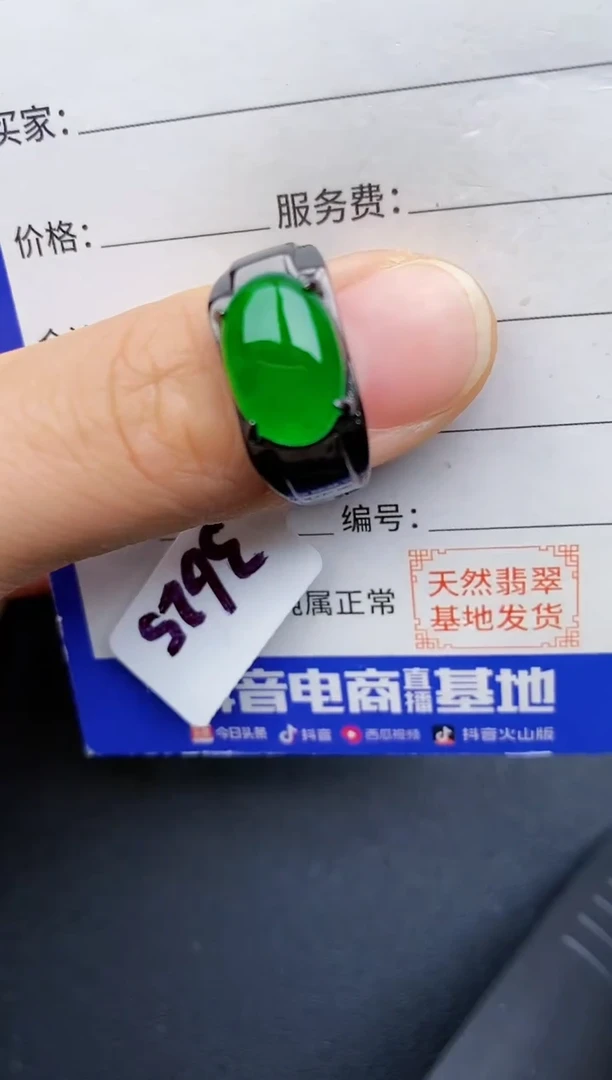 买家：
价格： 服务费：
编号：
属正常
天然翡翠
基地发货
音电商直播基地
今日头条 抖音 西瓜视频 抖音火山版